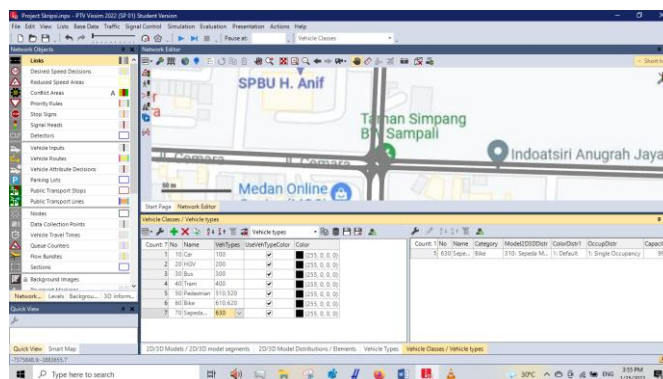 Project Skripsi.inpx - PTV Vissim 2022 (SP 01) Student Version
File Edit View Lists Base Data Traffic Signal Control Simulation Evaluation Presentation Actions Help
Pause at: Vehicle Classes
Network Objects
Links
Desired Speed Decisions
Reduced Speed Areas
Conflict Areas A
Priority Rules
Stop Signs
Signal Heads
Detectors
Vehicle Inputs
Vehicle Routes
Vehicle Attribute Decisions
Parking Lots
Public Transport Stops
Public Transport Lines
Nodes
Data Collection Points
Vehicle Travel Times
Queue Counters
Flow Bundles
Sections
Background Images
Network... Levels Backgrou... 3D inform...
Quick View
Quick View Smart Map
Network Editor
SPBU H. Anif
Taman Simpang
Sampali
Indoatsiri Anugrah Jaya
Jl. Cemara
Medan Online
50 m
Start Page Network Editor
Vehicle Classes / Vehicle types
Vehicle types
Count: 7 No Name VehTypes UseVehTypeColor Color
1 10 Car 100 (255, 0, 0, 0)
2 20 HGV 200 (255, 0, 0, 0)
3 30 Bus 300 (255, 0, 0, 0)
4 40 Tram 400 (255, 0, 0, 0)
5 50 Pedestrian 510,520 (255, 0, 0, 0)
6 60 Bike 610,620 (255, 0, 0, 0)
7 70 Sepeda... 630 (255, 0, 0, 0)
Count: 1 No Name Category Model2D3DDistr ColorDistr1 OccupDistr Capacit
1 630 Sepe... Bike 310: Sepeda M... 1: Default 1: Single Occupancy 99
2D/3D Models / 2D/3D model segments 2D/3D Model Distributions / Elements Vehicle Types Vehicle Classes / Vehicle types
Type here to search
30°C
ENG
3:55 PM